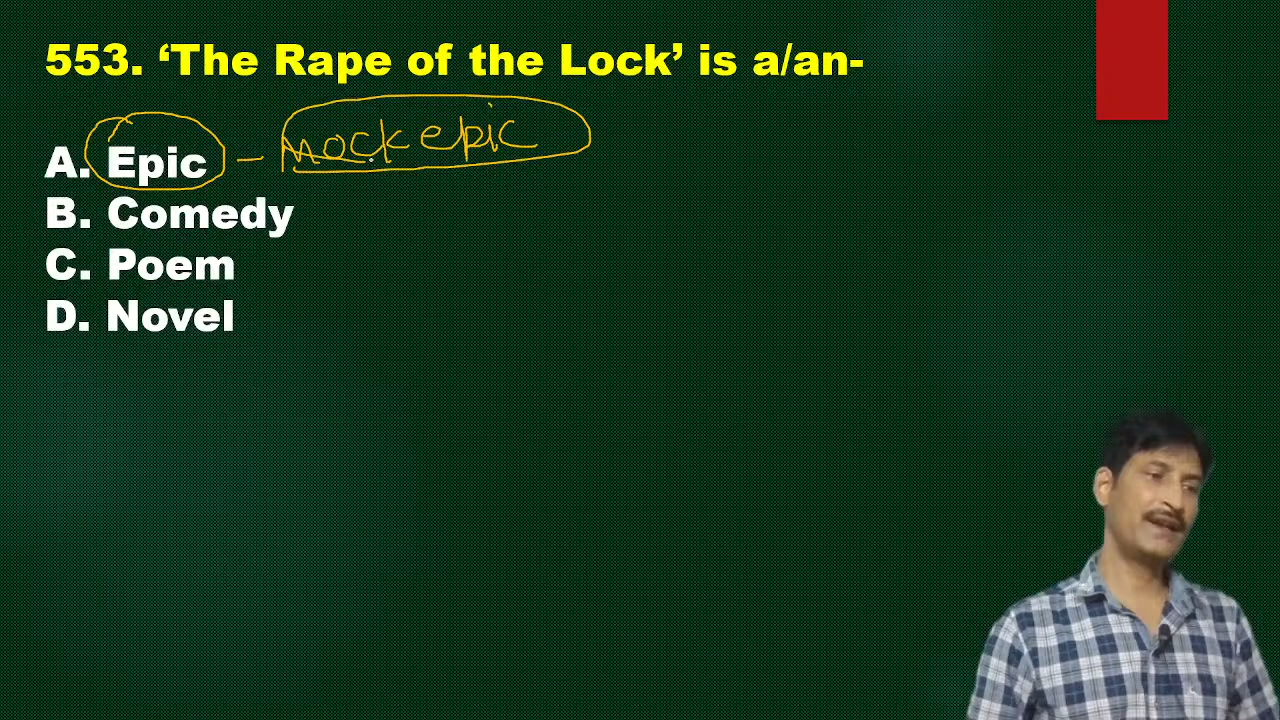 553. ‘The Rape of the Lock’ is a/an-
mock epic
A. Epic –
B. Comedy
C. Poem
D. Novel